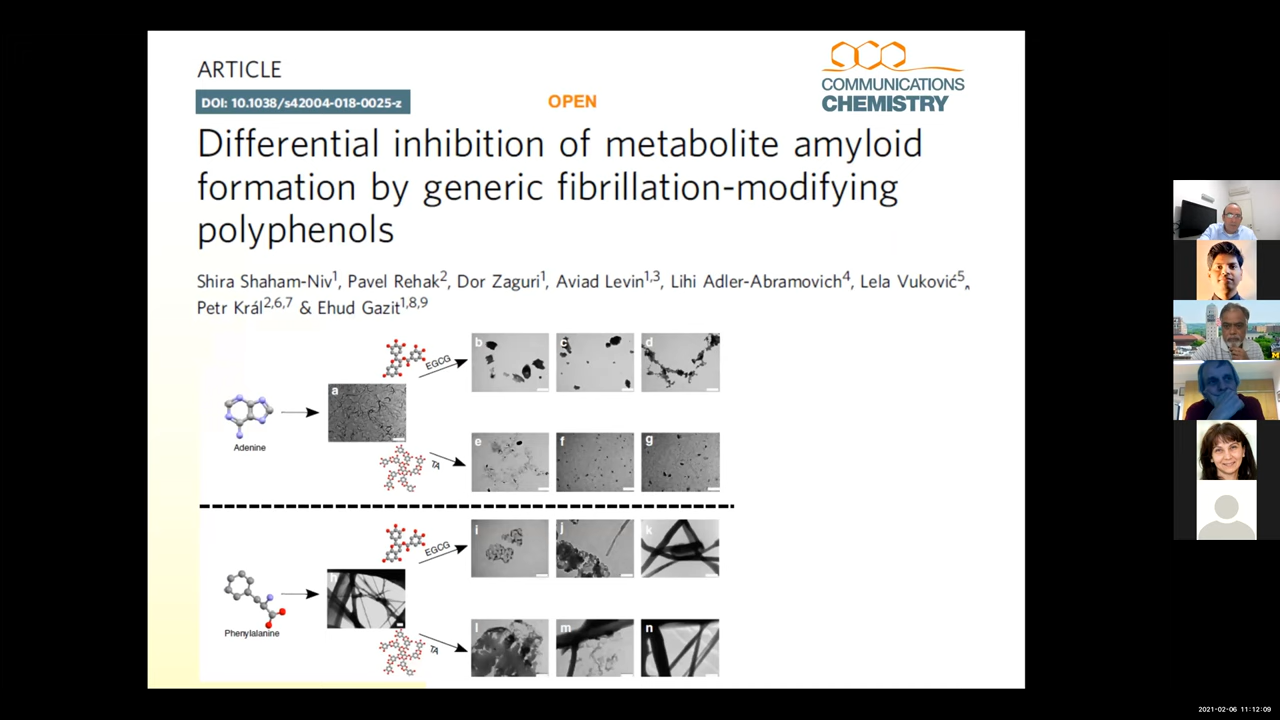 ARTICLE
COMMUNICATIONS
CHEMISTRY
DOI: 10.1038/s42004-018-0025-z
OPEN
Differential inhibition of metabolite amyloid
formation by generic fibrillation-modifying
polyphenols
Shira Shaham-Niv1, Pavel Rehak2, Dor Zaguri1, Aviad Levin1,3, Lihi Adler-Abramovich4, Lela Vuković5,
Petr Král2,6,7 & Ehud Gazit1,8,9
EGCG
b
c
d
a
Adenine
TA
e
f
g
EGCG
i
j
k
h
Phenylalanine
TA
l
m
n
M
2021-02-06 11:12:09